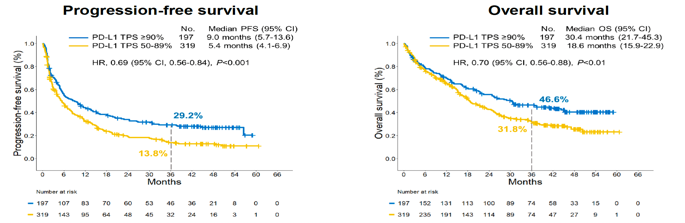 Progression-free survival
No. Median PFS (95% CI)
PD-L1 TPS ≥90% 197 9.0 months (5.7-13.6)
PD-L1 TPS 50-89% 319 5.4 months (4.1-6.9)
HR, 0.69 (95% CI, 0.56-0.84), P<0.001
Progression-free survival (%)
1.0
0.8
0.6
0.4
0.2
0.0
29.2%
13.8%
0 6 12 18 24 30 36 42 48 54 60 66
Months
Number at risk
197 107 83 70 60 53 46 36 21 8 0 0
319 143 95 64 48 45 32 24 16 3 1 0
Overall survival
No. Median OS (95% CI)
PD-L1 TPS ≥90% 197 30.4 months (21.7-45.3)
PD-L1 TPS 50-89% 319 18.6 months (15.9-22.9)
HR, 0.70 (95% CI, 0.56-0.88), P<0.01
Overall survival (%)
1.0
0.8
0.6
0.4
0.2
0.0
46.6%
31.8%
0 6 12 18 24 30 36 42 48 54 60 66
Months
Number at risk
197 152 131 113 100 89 74 58 33 15 0 0
319 235 191 143 114 89 74 47 27 9 1 0